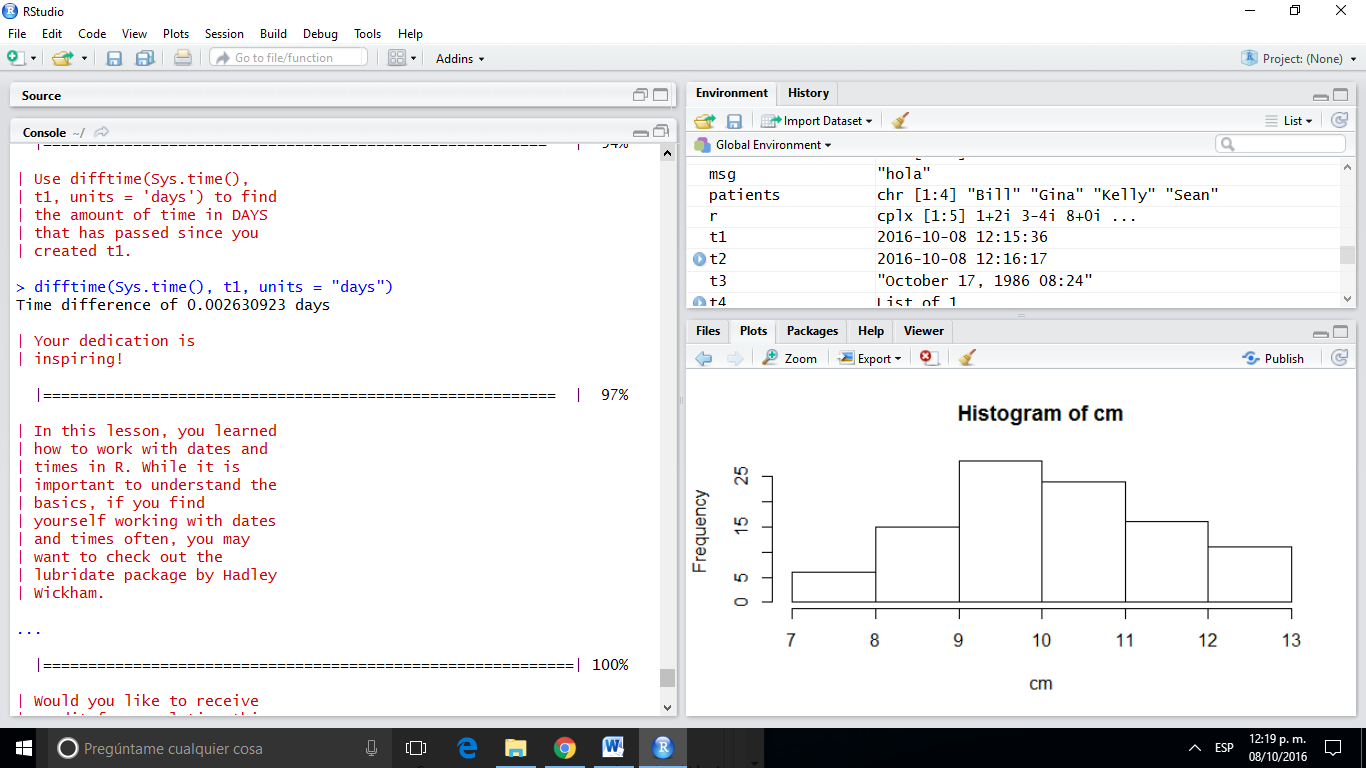 RStudio
File Edit Code View Plots Session Build Debug Tools Help
Go to file/function Addins Project: (None)
Source
Console ~/
|======================================================== | 94%
| Use difftime(Sys.time(),
| t1, units = 'days') to find
| the amount of time in DAYS
| that has passed since you
| created t1.
> difftime(Sys.time(), t1, units = "days")
Time difference of 0.002630923 days
| Your dedication is
| inspiring!
|========================================================= | 97%
| In this lesson, you learned
| how to work with dates and
| times in R. While it is
| important to understand the
| basics, if you find
| yourself working with dates
| and times often, you may
| want to check out the
| lubridate package by Hadley
| Wickham.
...
|===========================================================| 100%
| Would you like to receive
Environment History
Import Dataset List
Global Environment
msg "hola"
patients chr [1:4] "Bill" "Gina" "Kelly" "Sean"
r cplx [1:5] 1+2i 3-4i 8+0i ...
t1 2016-10-08 12:15:36
t2 2016-10-08 12:16:17
t3 "October 17, 1986 08:24"
t4 List of 1
Files Plots Packages Help Viewer
Zoom Export Publish
Histogram of cm
Frequency
25
15
5
0
7 8 9 10 11 12 13
cm
Pregúntame cualquier cosa
ESP
12:19 p. m.
08/10/2016